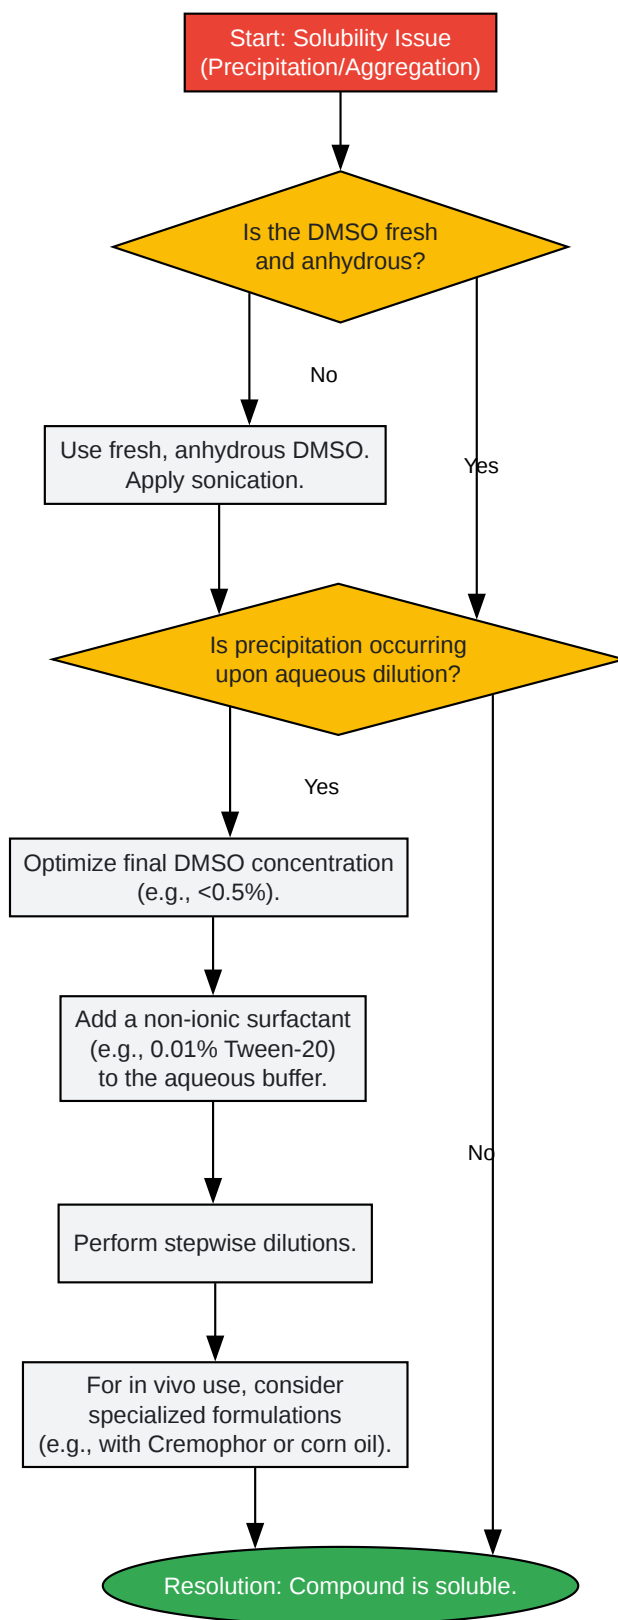 Start: Solubility Issue
(Precipitation/Aggregation)
Is the DMSO fresh
and anhydrous?
No
Use fresh, anhydrous DMSO.
Apply sonication.
Yes
Is precipitation occurring
upon aqueous dilution?
Yes
Optimize final DMSO concentration
(e.g., <0.5%).
Add a non-ionic surfactant
(e.g., 0.01% Tween-20)
to the aqueous buffer.
No
Perform stepwise dilutions.
For in vivo use, consider
specialized formulations
(e.g., with Cremophor or corn oil).
Resolution: Compound is soluble.